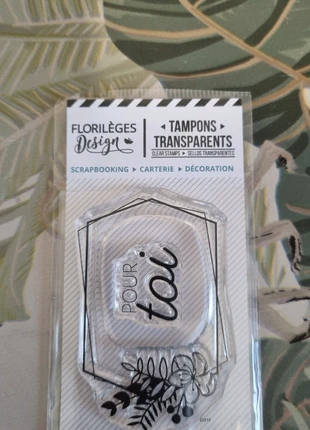 FLORILÈGES
Design
TAMPONS
TRANSPARENTS
CLEAR STAMPS ► SELLOS TRANSPARENTES
SCRAPBOOKING ► CARTERIE ► DÉCORATION
POUR
toi